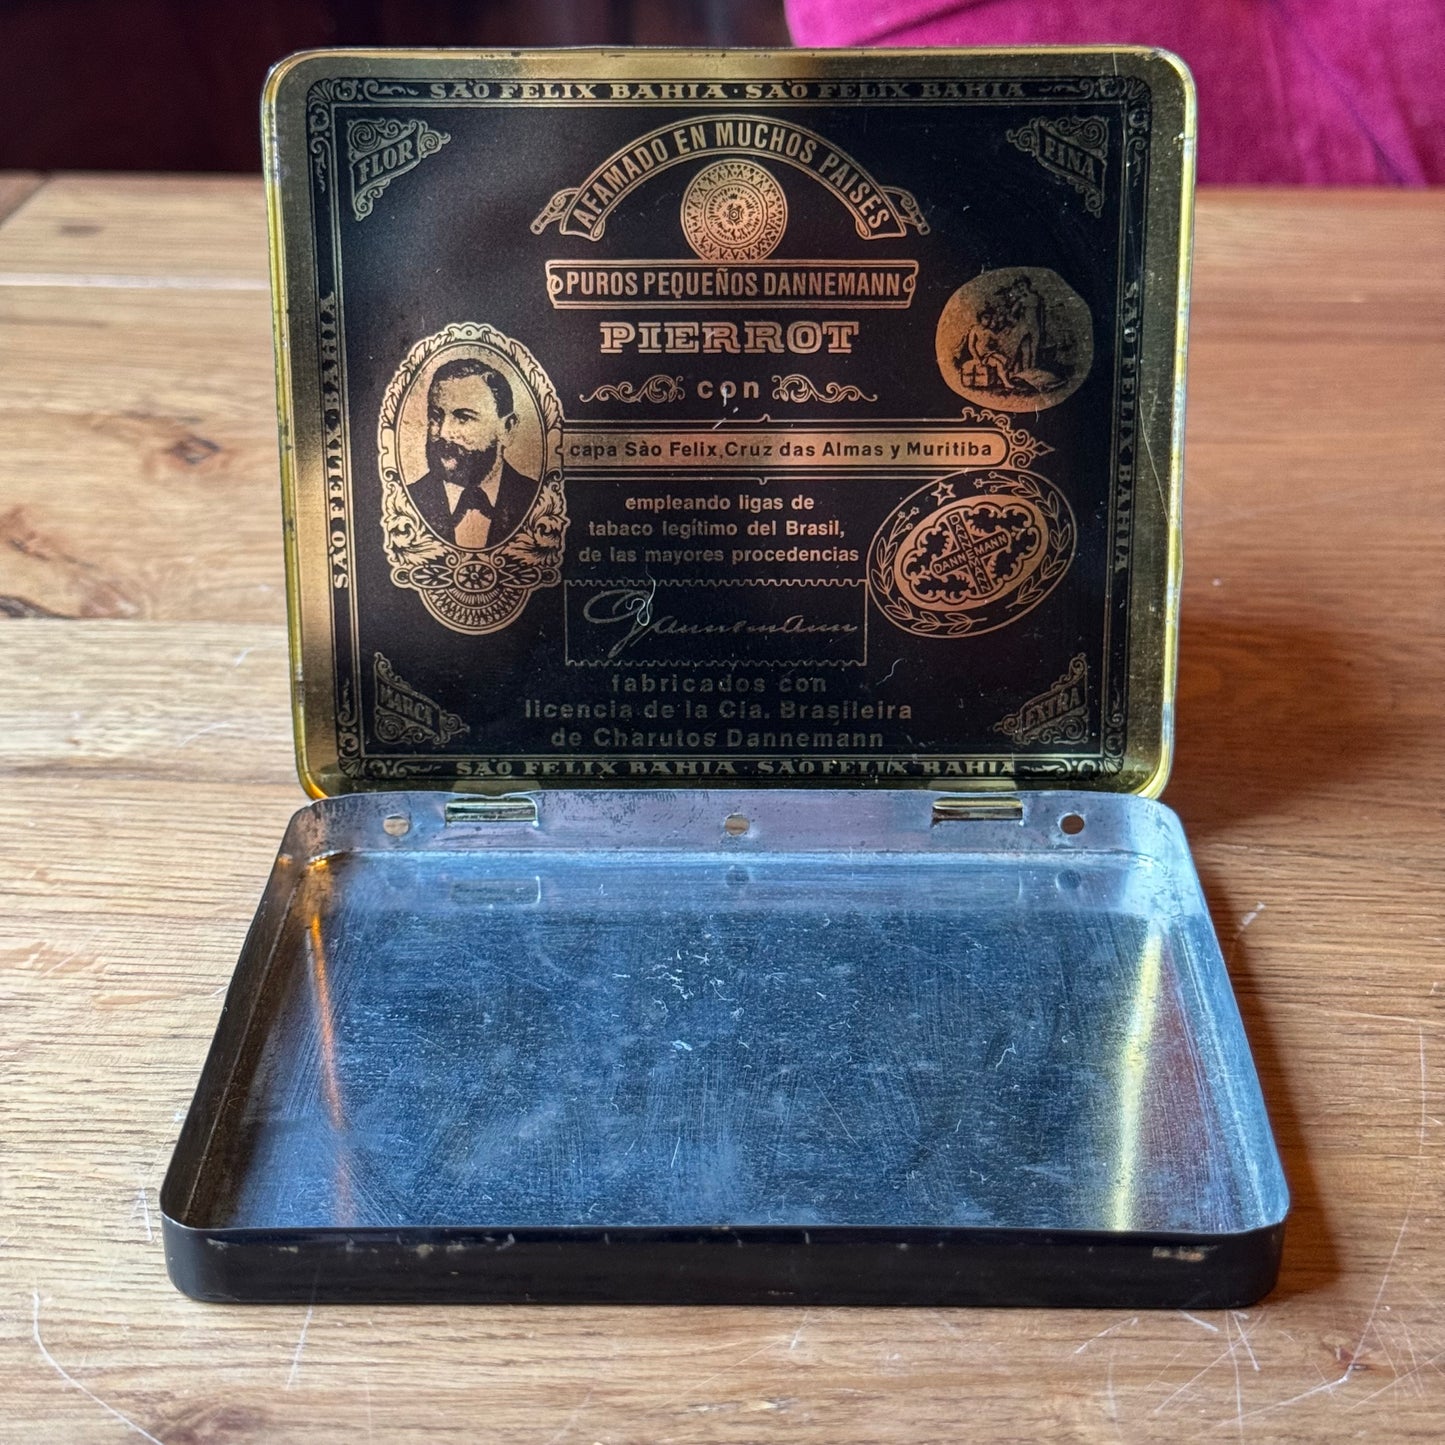 SÃO FELIX BAHIA · SÃO FELIX BAHIA
FLOR
FINA
AFAMADO EN MUCHOS PAISES
PUROS PEQUEÑOS DANNEMANN
PIERROT
con
capa São Felix, Cruz das Almas y Muritiba
empleando ligas de
tabaco legítimo del Brasil,
de las mayores procedencias
DANNEMANN
DANNEMANN
Dannemann
fabricados con
licencia de la Cia. Brasileira
de Charutos Dannemann
MARCA
EXTRA
SÃO FELIX BAHIA
SÃO FELIX BAHIA
SÃO FELIX BAHIA · SÃO FELIX BAHIA